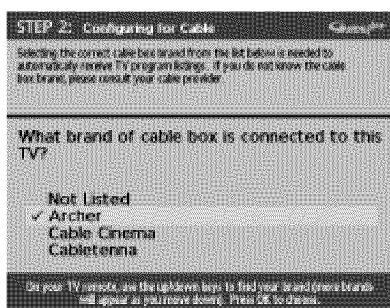 STEP 2: Configuring for Cable
Selecting the correct cable box brand from the list below is needed to
automatically receive TV program listings. If you do not know the cable
box brand, please consult your cable provider.
What brand of cable box is connected to this
TV?
Not Listed
✓ Archer
Cable Cinema
Cabletenna
On your TV remote, use the up/down keys to find your brand (more brands
will appear as you move down). Press OK to choose.